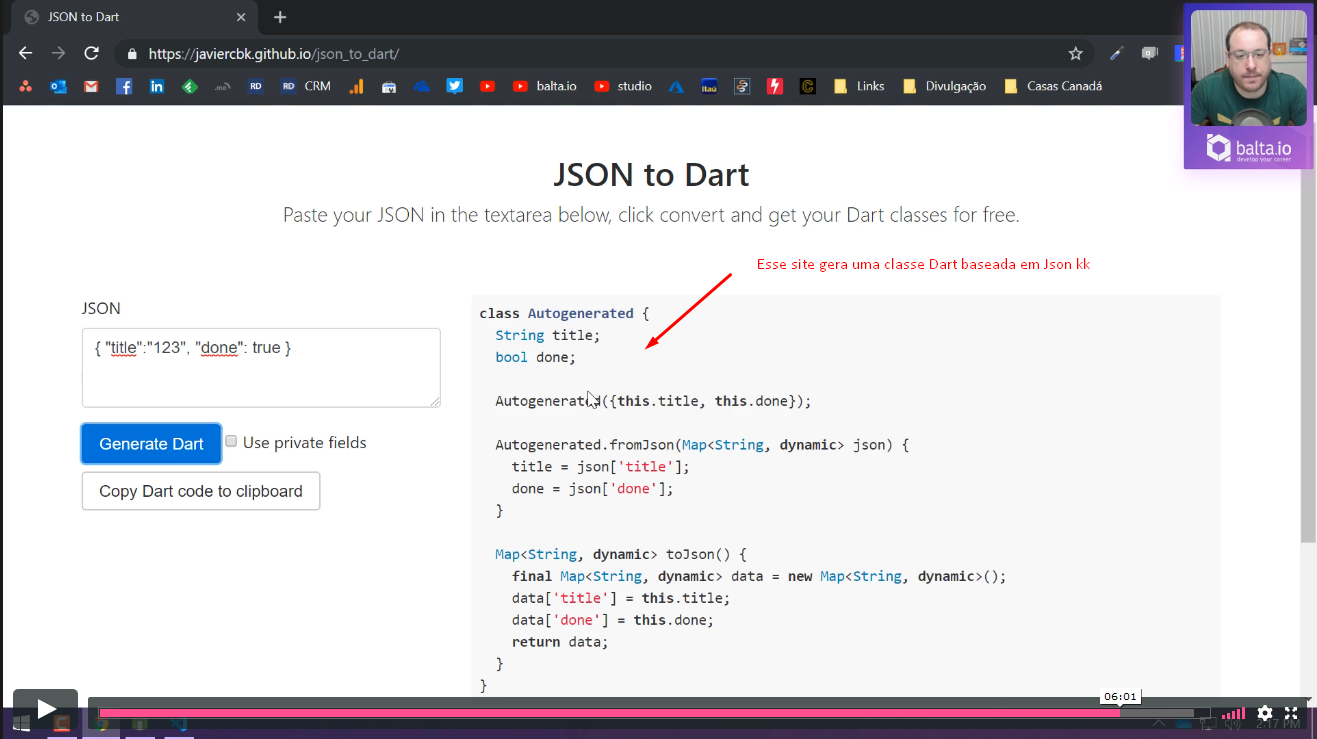 JSON to Dart
https://javiercbk.github.io/json_to_dart/
.me
RD
RD CRM
balta.io
studio
Itaú
Links
Divulgação
Casas Canadá
balta.io
develop your career
JSON to Dart
Paste your JSON in the textarea below, click convert and get your Dart classes for free.
Esse site gera uma classe Dart baseada em Json kk
JSON
{ "title":"123", "done": true }
Generate Dart
Use private fields
Copy Dart code to clipboard
class Autogenerated {
String title;
bool done;
Autogenerated({this.title, this.done});
Autogenerated.fromJson(Map<String, dynamic> json) {
title = json['title'];
done = json['done'];
}
Map<String, dynamic> toJson() {
final Map<String, dynamic> data = new Map<String, dynamic>();
data['title'] = this.title;
data['done'] = this.done;
return data;
}
}
06:01
2:17 PM